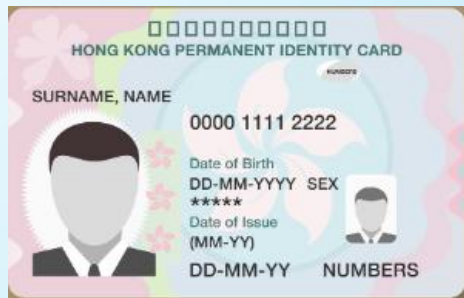 HONG KONG PERMANENT IDENTITY CARD
NUMBERS
SURNAME, NAME
0000 1111 2222
Date of Birth
DD-MM-YYYY SEX
*****
Date of Issue
(MM-YY)
DD-MM-YY NUMBERS